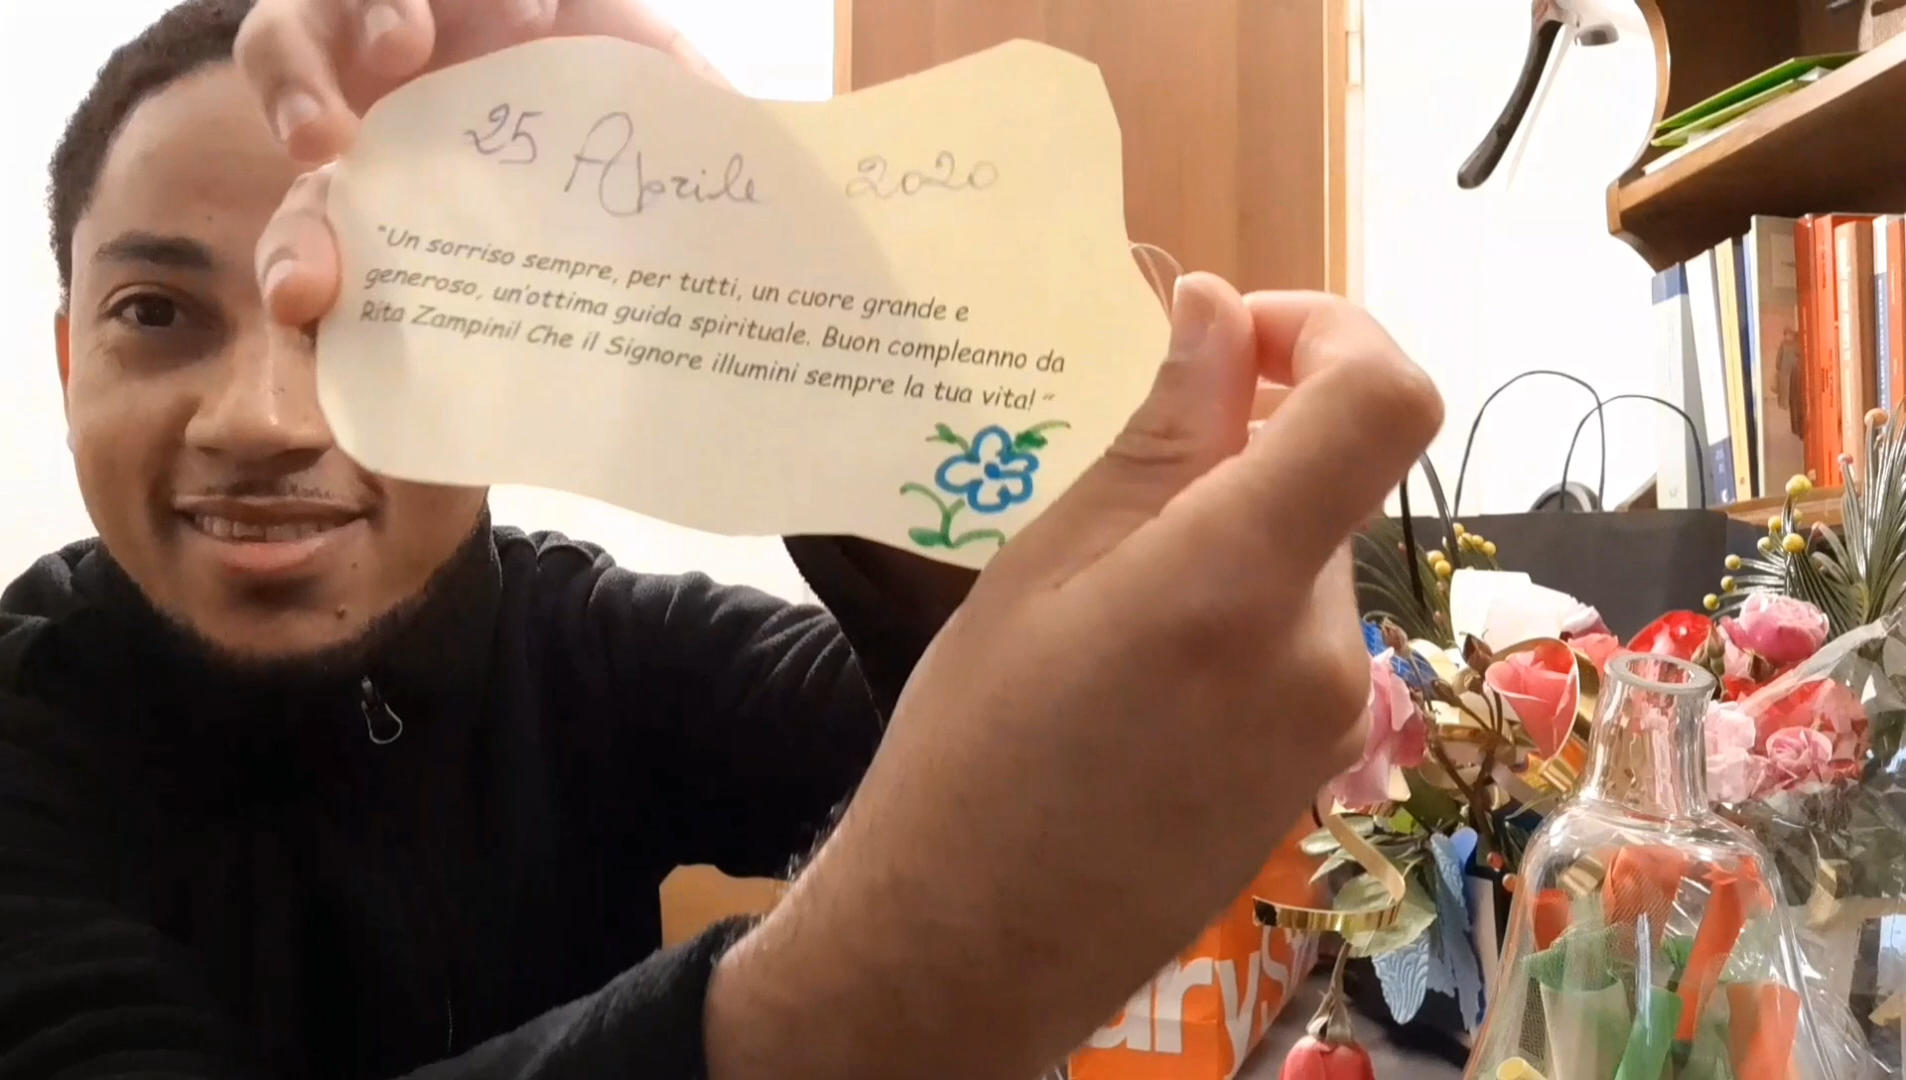 25 Aprile 2020
"Un sorriso sempre, per tutti, un cuore grande e
generoso, un'ottima guida spirituale. Buon compleanno da
Rita Zampini! Che il Signore illumini sempre la tua vita! "